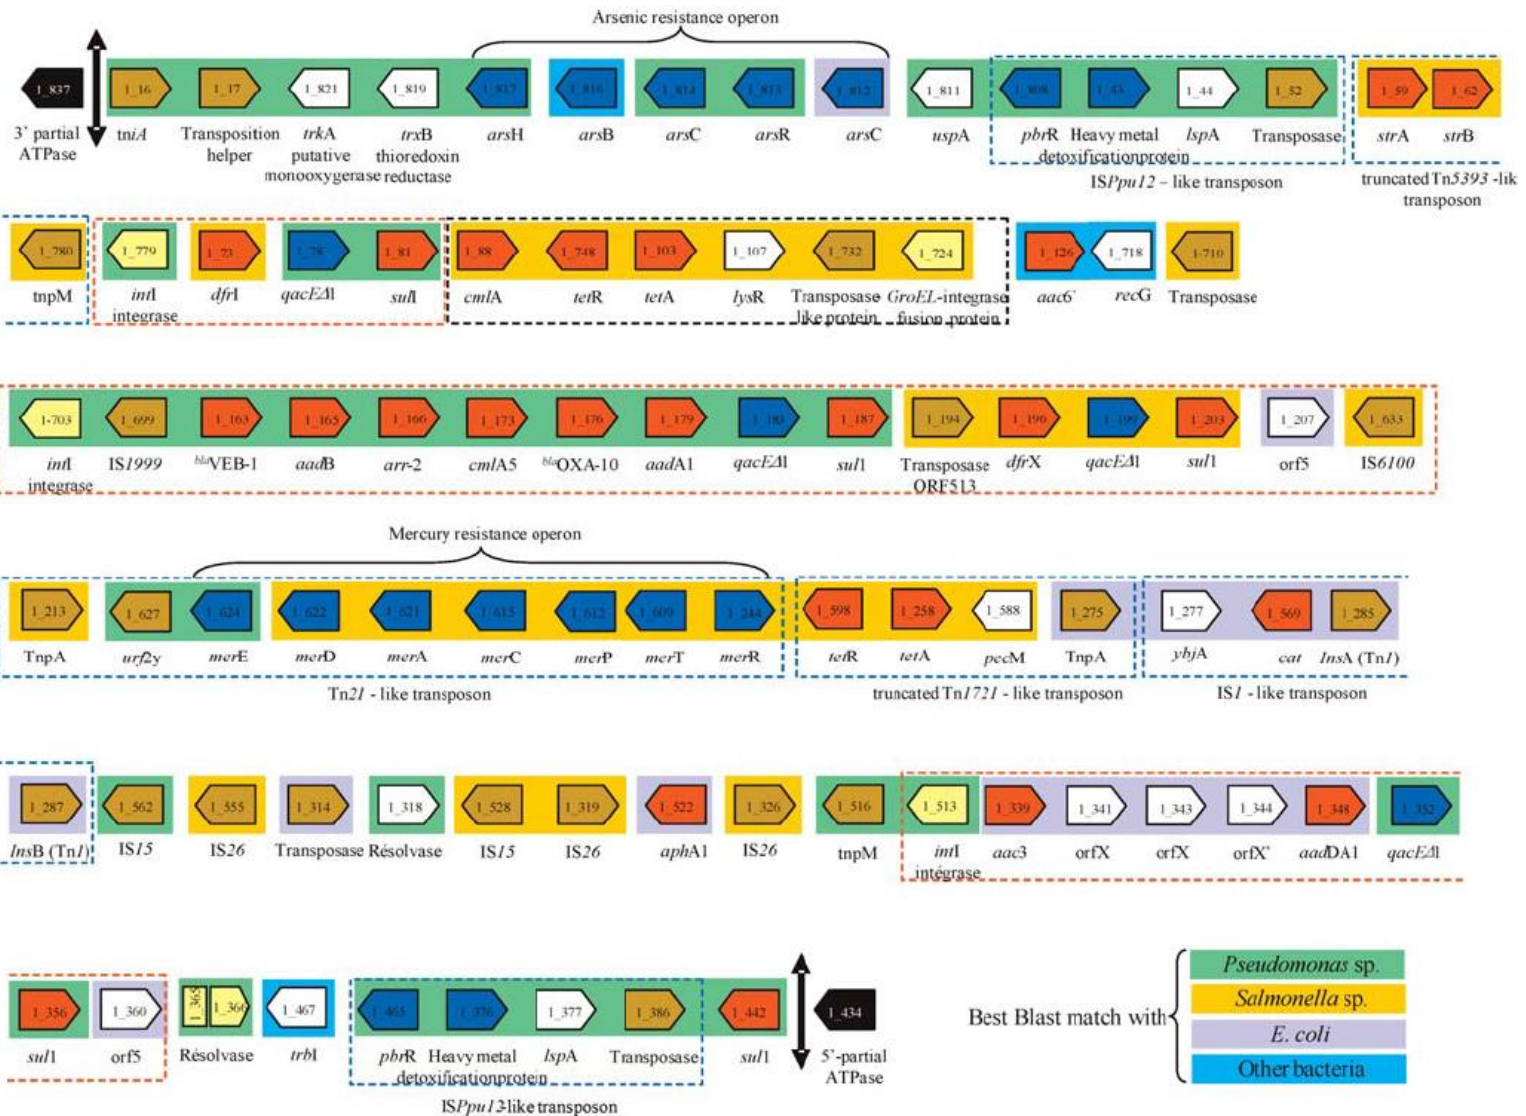 Arsenic resistance operon
1_837 1_16 1_17 1_821 1_819 1_817 1_816 1_814 1_813 1_812 1_811 1_808 1_43 1_44 1_52 1_59 1_62
3' partial ATPase tniA Transposition helper trkA putative monooxygerase trxB thioredoxin reductase arsH arsB arsC arsR arsC uspA pbrR Heavy metal detoxificationprotein lspA Transposase strA strB
ISPpu12 – like transposon truncated Tn5393 -lik transposon
1_780 1_779 1_73 1_78 1_81 1_88 1_748 1_103 1_107 1_732 1_724 1_126 1_718 1-710
tnpM intI integrase dfrI qacEΔ1 sulI cmlA tetR tetA lysR Transposase-like protein GroEL-integrase fusion protein aac6' recG Transposase
1-703 1_699 1_163 1_165 1_166 1_173 1_176 1_179 1_183 1_187 1_194 1_196 1_199 1_203 1_207 1_633
intI integrase IS1999 blaVEB-1 aadB arr-2 cmlA5 blaOXA-10 aadA1 qacEΔ1 sul1 Transposase ORF513 dfrX qacEΔ1 sul1 orf5 IS6100
Mercury resistance operon
1_213 1_627 1_624 1_622 1_621 1_615 1_612 1_609 1_244 1_598 1_258 1_588 1_275 1_277 1_569 1_285
TnpA urf2y merE merD merA merC merP merT merR tetR tetA pecM TnpA ybjA cat InsA (Tn1)
Tn21 - like transposon truncated Tn1721 - like transposon IS1 - like transposon
1_287 1_562 1_555 1_314 1_318 1_528 1_319 1_522 1_326 1_516 1_513 1_339 1_341 1_343 1_344 1_348 1_352
InsB (Tn1) IS15 IS26 Transposase Résolvase IS15 IS26 aphA1 IS26 tnpM intI intégrase aac3 orfX orfX orfX' aadDA1 qacEΔ1
1_356 1_360 1_365 1_366 1_467 1_465 1_376 1_377 1_386 1_442 1_434
sul1 orf5 Résolvase trbI pbrR Heavy metal detoxificationprotein lspA Transposase sul1 5'-partial ATPase
ISPpu12-like transposon
Best Blast match with
Pseudomonas sp.
Salmonella sp.
E. coli
Other bacteria